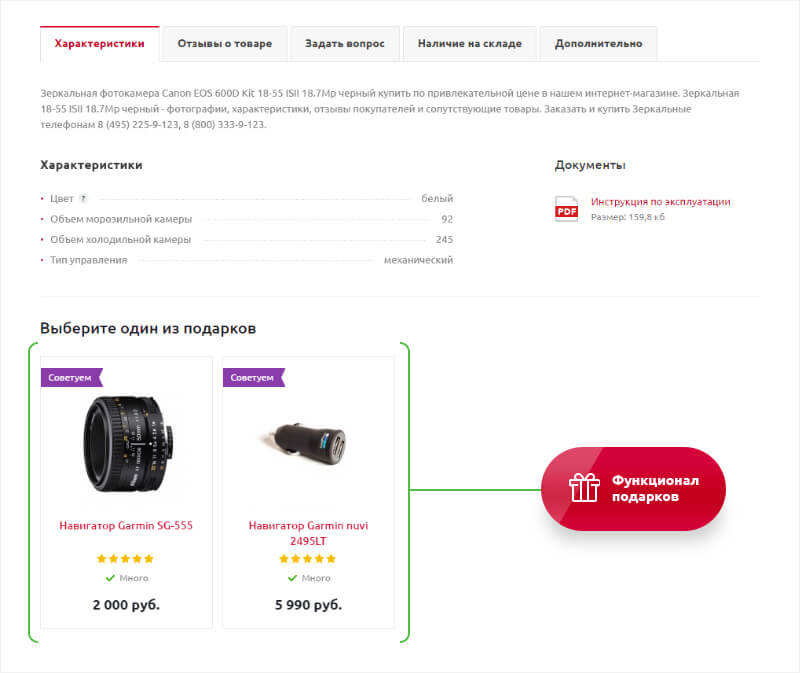 Характеристики
Отзывы о товаре
Задать вопрос
Наличие на складе
Дополнительно
Зеркальная фотокамера Canon EOS 600D Kit 18-55 ISII 18.7Mp черный купить по привлекательной цене в нашем интернет-магазине. Зеркальная
18-55 ISII 18.7Mp черный - фотографии, характеристики, отзывы покупателей и сопутствующие товары. Заказать и купить Зеркальные
телефонам 8 (495) 225-9-123, 8 (800) 333-9-123.
Характеристики
Цвет ? белый
Объем морозильной камеры 92
Объем холодильной камеры 245
Тип управления механический
Документы
PDF
Инструкция по эксплуатации
Размер: 159,8 кб
Выберите один из подарков
Советуем
Навигатор Garmin SG-555
Много
2 000 руб.
Советуем
Навигатор Garmin nuvi
2495LT
Много
5 990 руб.
Функционал
подарков